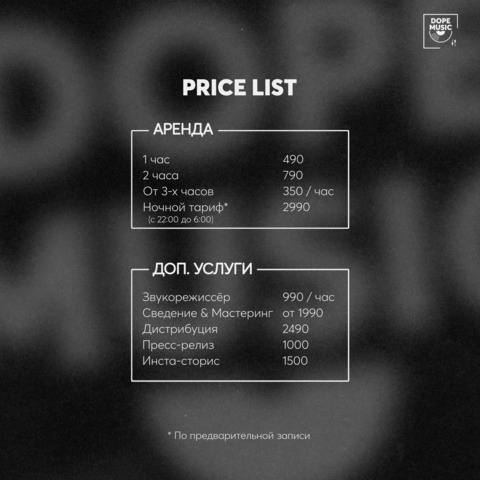 DOPE
MUSIC
PRICE LIST
АРЕНДА
1 час 490
2 часа 790
От 3-х часов 350 / час
Ночной тариф* 2990
(с 22:00 до 6:00)
ДОП. УСЛУГИ
Звукорежиссёр 990 / час
Сведение & Мастеринг от 1990
Дистрибуция 2490
Пресс-релиз 1000
Инста-сторис 1500
* По предварительной записи